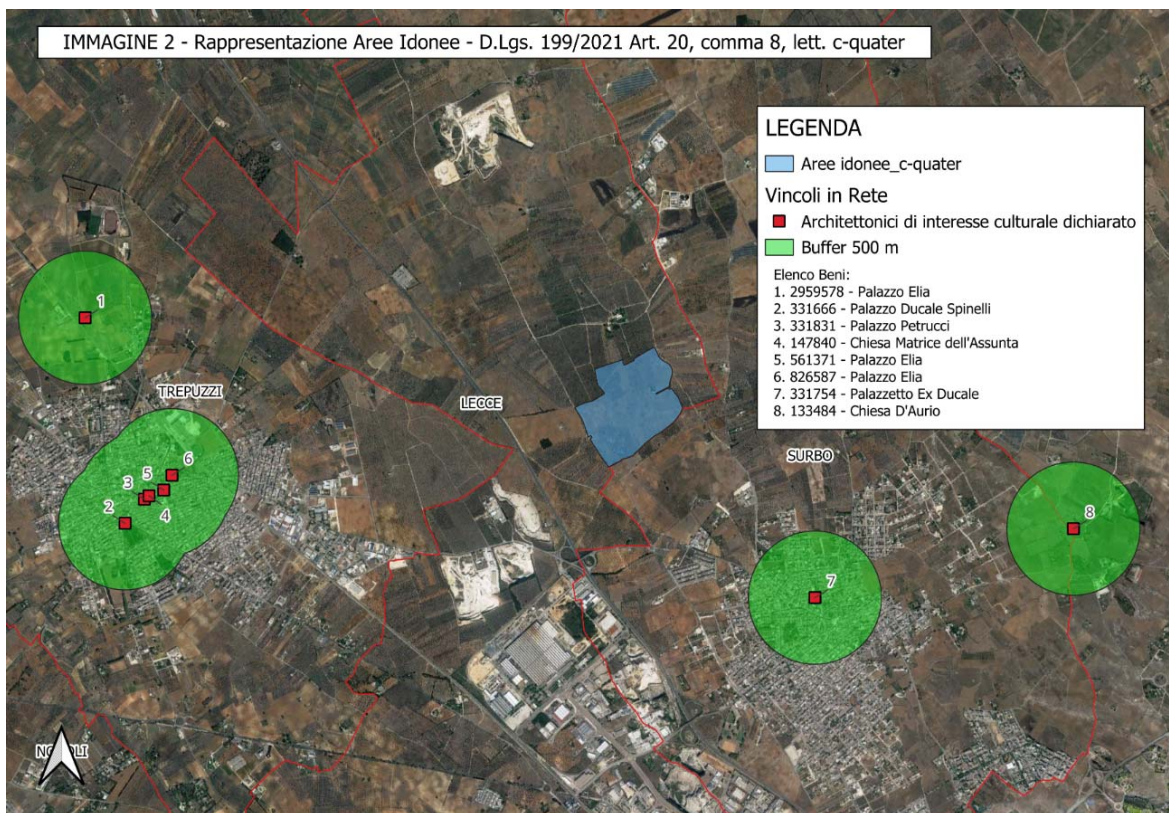 IMMAGINE 2 - Rappresentazione Aree Idonee - D.Lgs. 199/2021 Art. 20, comma 8, lett. c-quater
LEGENDA
Aree idonee_c-quater
Vincoli in Rete
Architettonici di interesse culturale dichiarato
Buffer 500 m
Elenco Beni:
1. 2959578 - Palazzo Elia
2. 331666 - Palazzo Ducale Spinelli
3. 331831 - Palazzo Petrucci
4. 147840 - Chiesa Matrice dell'Assunta
5. 561371 - Palazzo Elia
6. 826587 - Palazzo Elia
7. 331754 - Palazzetto Ex Ducale
8. 133484 - Chiesa D'Aurio
1
TREPUZZI
LECCE
SURBO
6
5
3
4
2
8
7